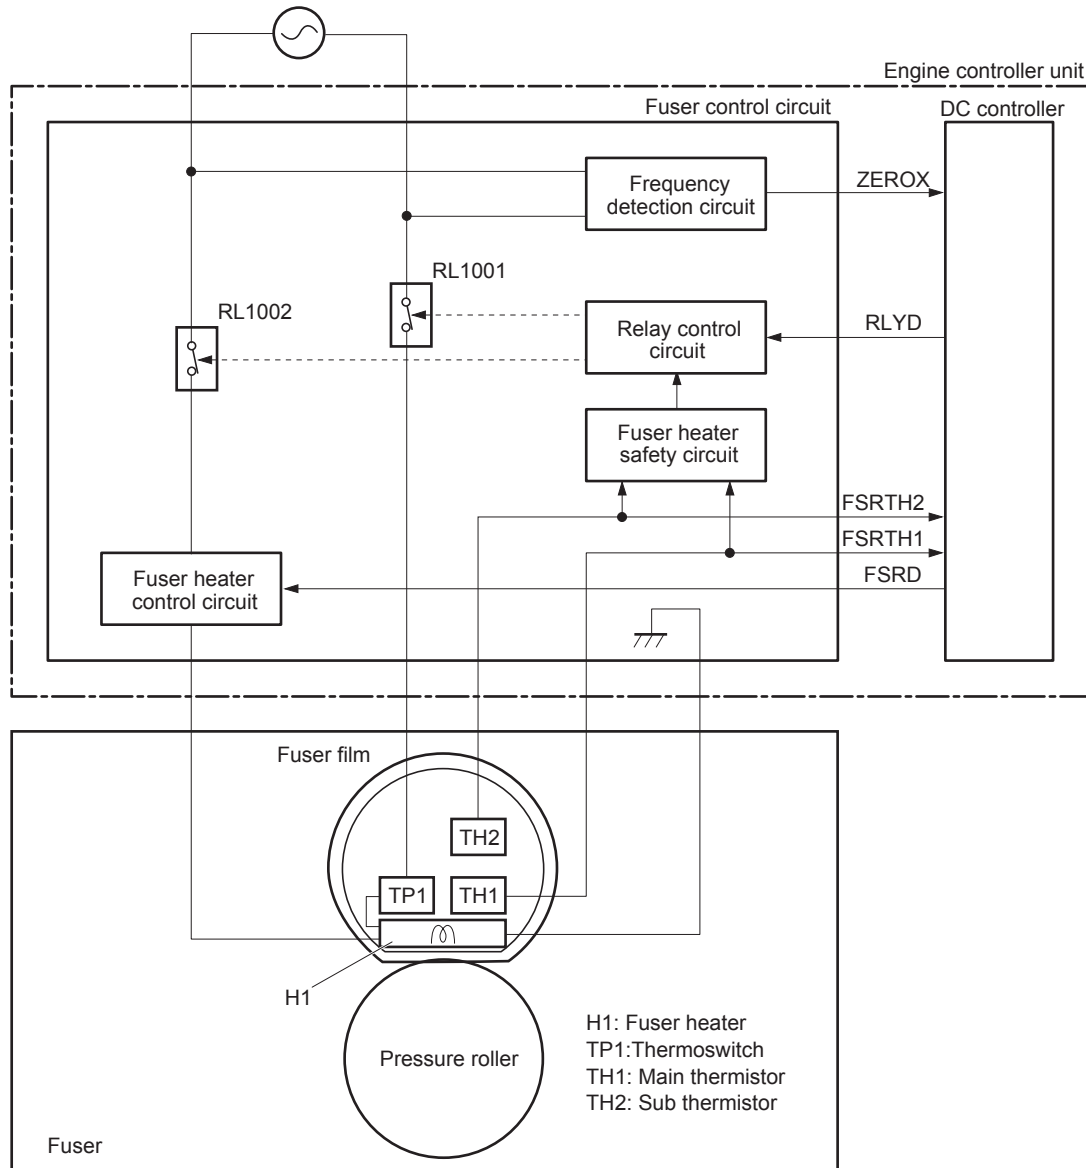 Engine controller unit
Fuser control circuit
DC controller
Frequency
detection circuit
ZEROX
RL1001
RL1002
Relay control
circuit
RLYD
Fuser heater
safety circuit
FSRTH2
FSRTH1
FSRD
Fuser heater
control circuit
Fuser film
TH2
TP1
TH1
H1
Pressure roller
H1: Fuser heater
TP1:Thermoswitch
TH1: Main thermistor
TH2: Sub thermistor
Fuser